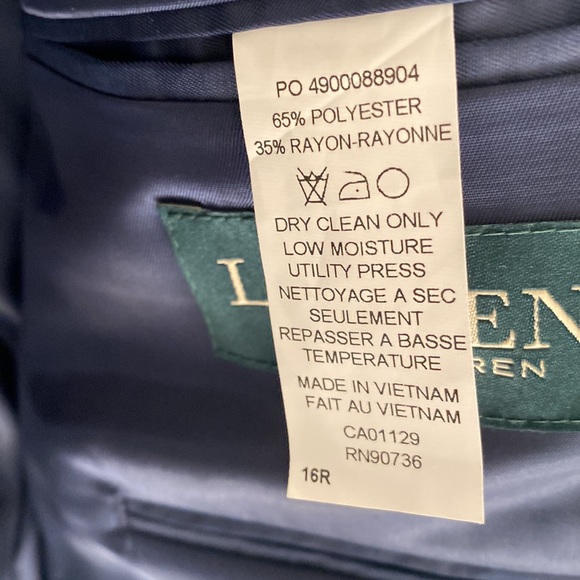 PO 4900088904
65% POLYESTER
35% RAYON-RAYONNE
DRY CLEAN ONLY
LOW MOISTURE
UTILITY PRESS
NETTOYAGE A SEC
SEULEMENT
REPASSER A BASSE
TEMPERATURE
MADE IN VIETNAM
FAIT AU VIETNAM
CA01129
RN90736
16R